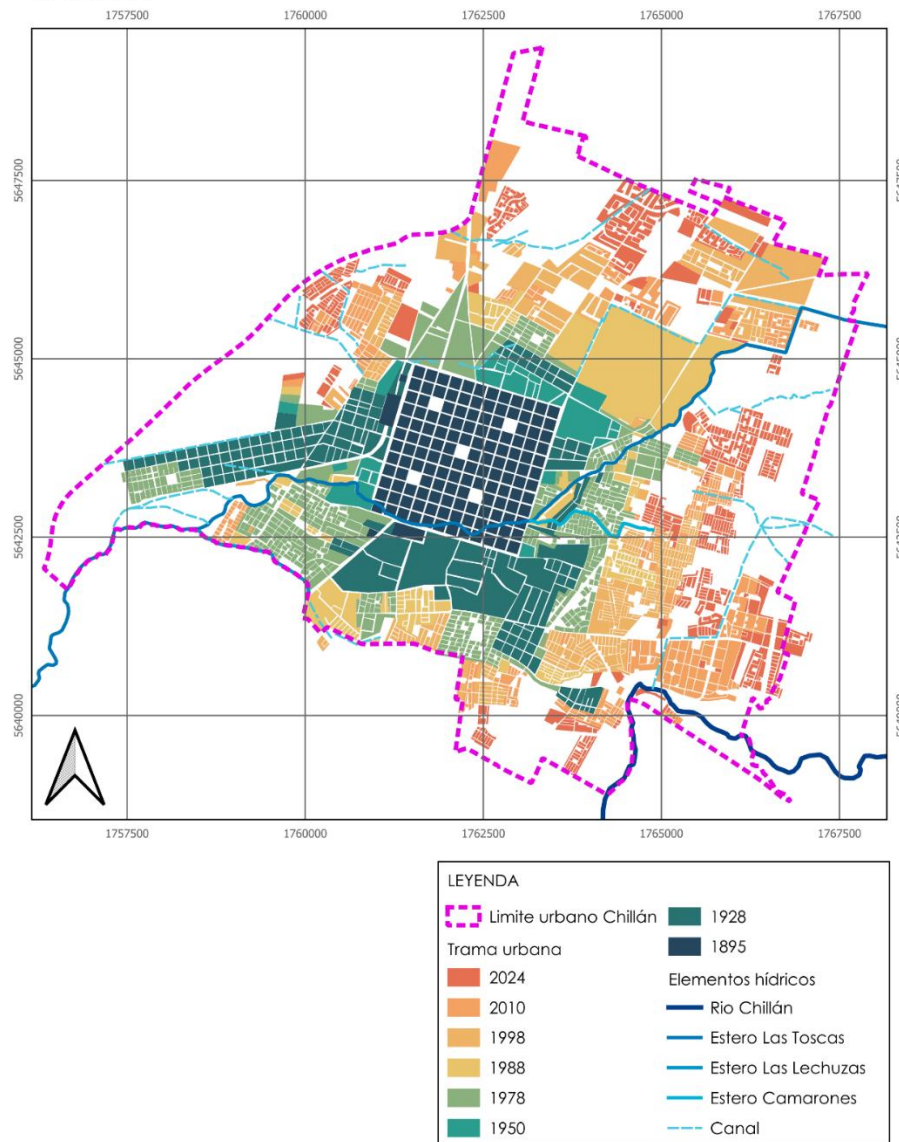 1757500 1760000 1762500 1765000 1767500
5647500
5645000
5642500
5640000
1757500 1760000 1762500 1765000 1767500
LEYENDA
Limite urbano Chillán
Trama urbana
2024
2010
1998
1988
1978
1950
1928
1895
Elementos hídricos
Rio Chillán
Estero Las Toscas
Estero Las Lechuzas
Estero Camarones
Canal